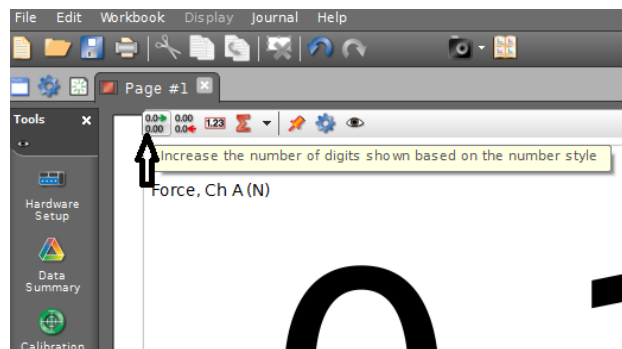 File Edit Workbook Display Journal Help
Page #1
Tools x
0.0 0.00 1.23 Σ
0.00 0.0
Increase the number of digits shown based on the number style
Force, Ch A (N)
Hardware
Setup
Data
Summary
Calibration